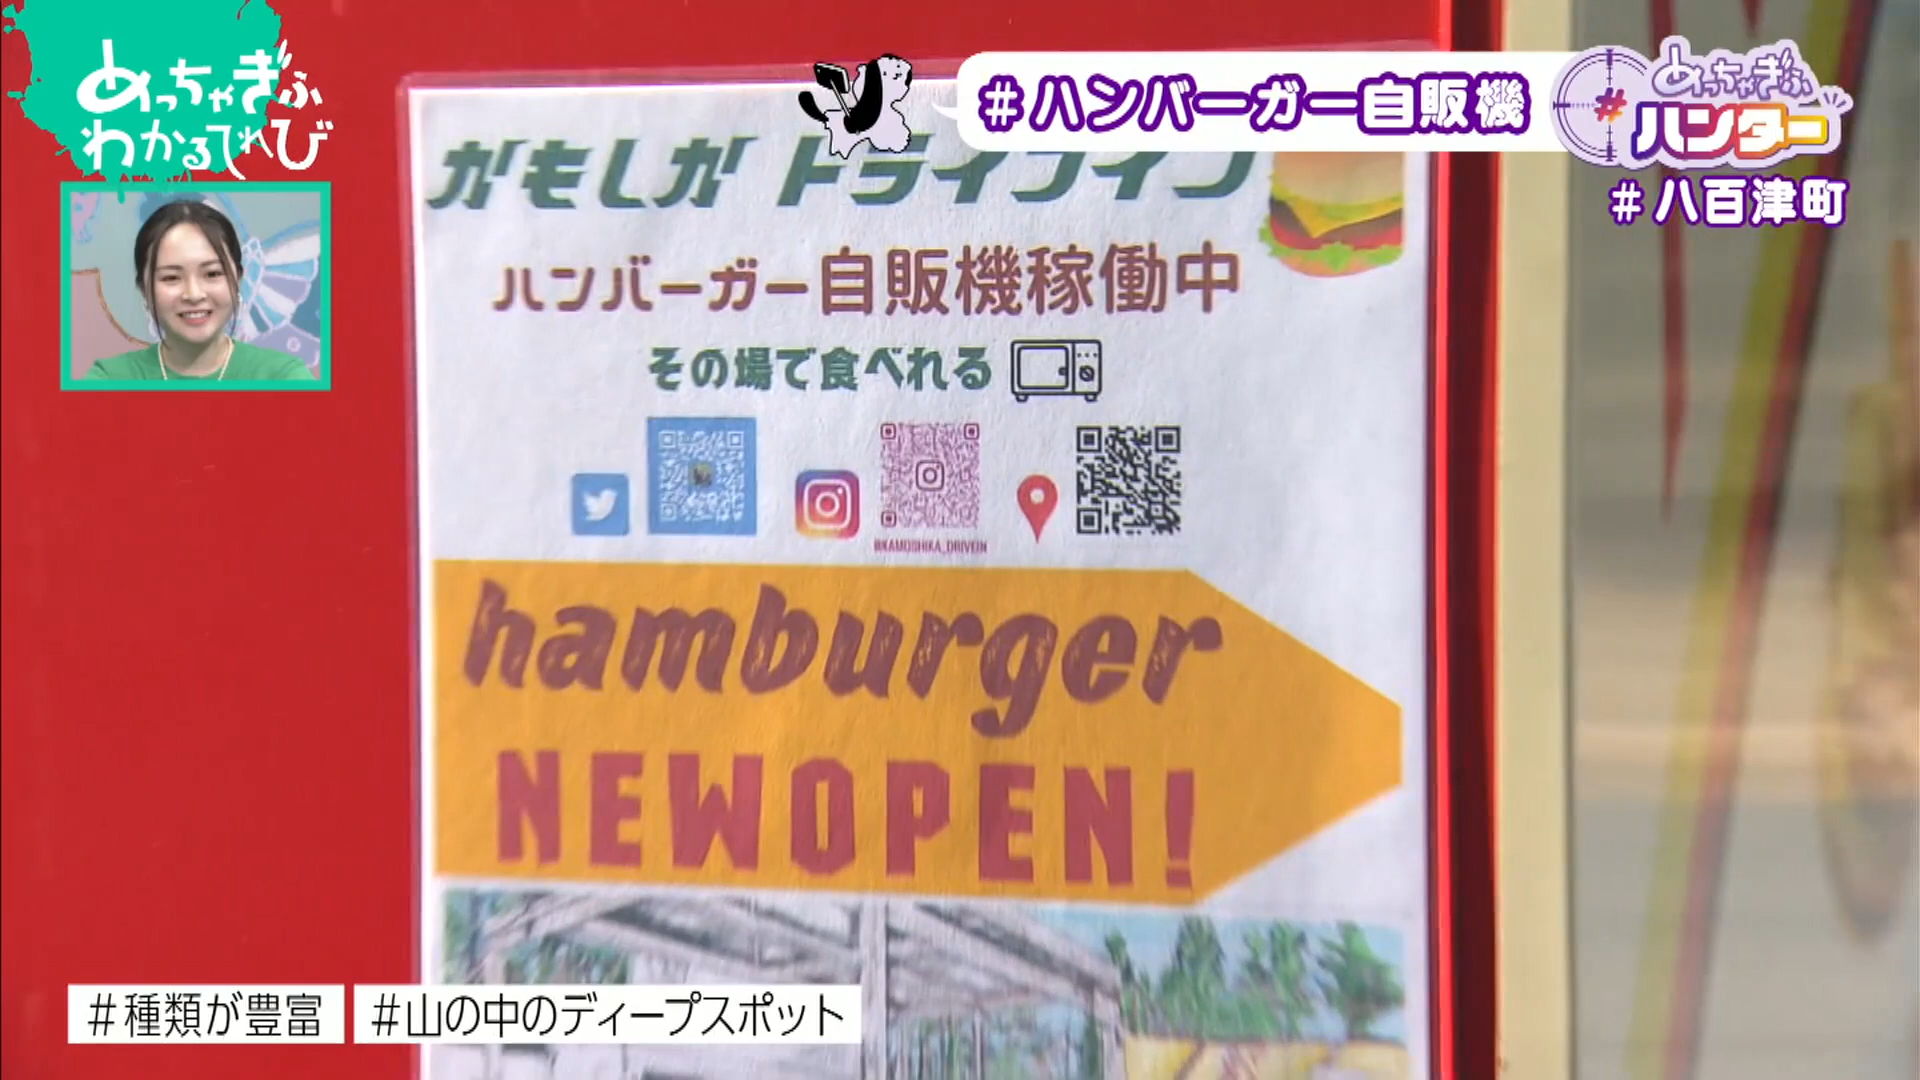 めっちゃぎふ
わかるてれび
#ハンバーガー自販機
めっちゃぎふ
#ハンター
#八百津町
かもしか ドライブイン
ハンバーガー自販機稼働中
その場で食べれる
@KAMOSHIKA_DRIVEIN
hamburger
NEWOPEN!
#種類が豊富
#山の中のディープスポット